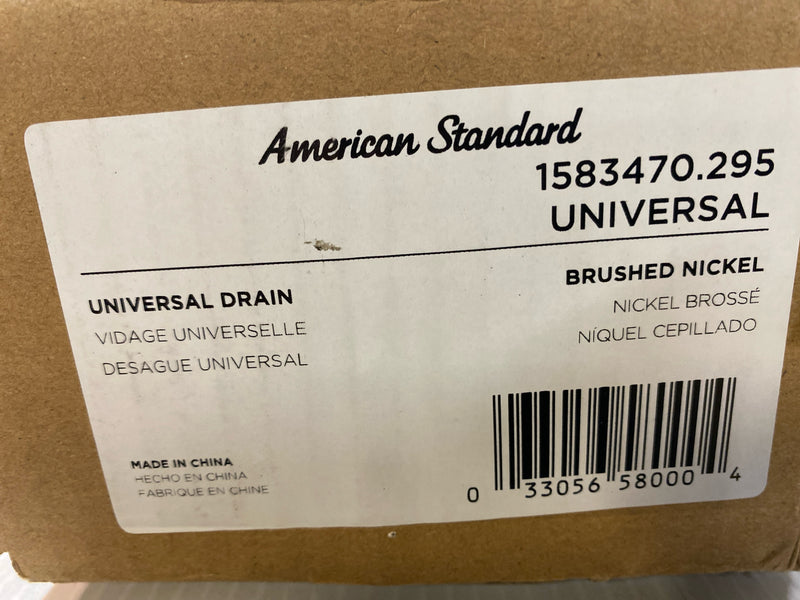 American Standard
1583470.295
UNIVERSAL
UNIVERSAL DRAIN
VIDAGE UNIVERSELLE
DESAGUE UNIVERSAL
BRUSHED NICKEL
NICKEL BROSSÉ
NÍQUEL CEPILLADO
MADE IN CHINA
HECHO EN CHINA
FABRIQUE EN CHINE
0 33056 58000 4